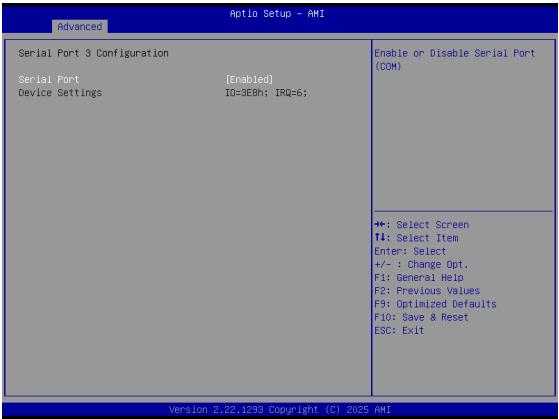 Aptio Setup - AMI
Advanced
Serial Port 3 Configuration
Serial Port [Enabled]
Device Settings IO=3E8h; IRQ=6;
Enable or Disable Serial Port
(COM)
→←: Select Screen
↑↓: Select Item
Enter: Select
+/- : Change Opt.
F1: General Help
F2: Previous Values
F9: Optimized Defaults
F10: Save & Reset
ESC: Exit
Version 2.22.1293 Copyright (C) 2025 AMI